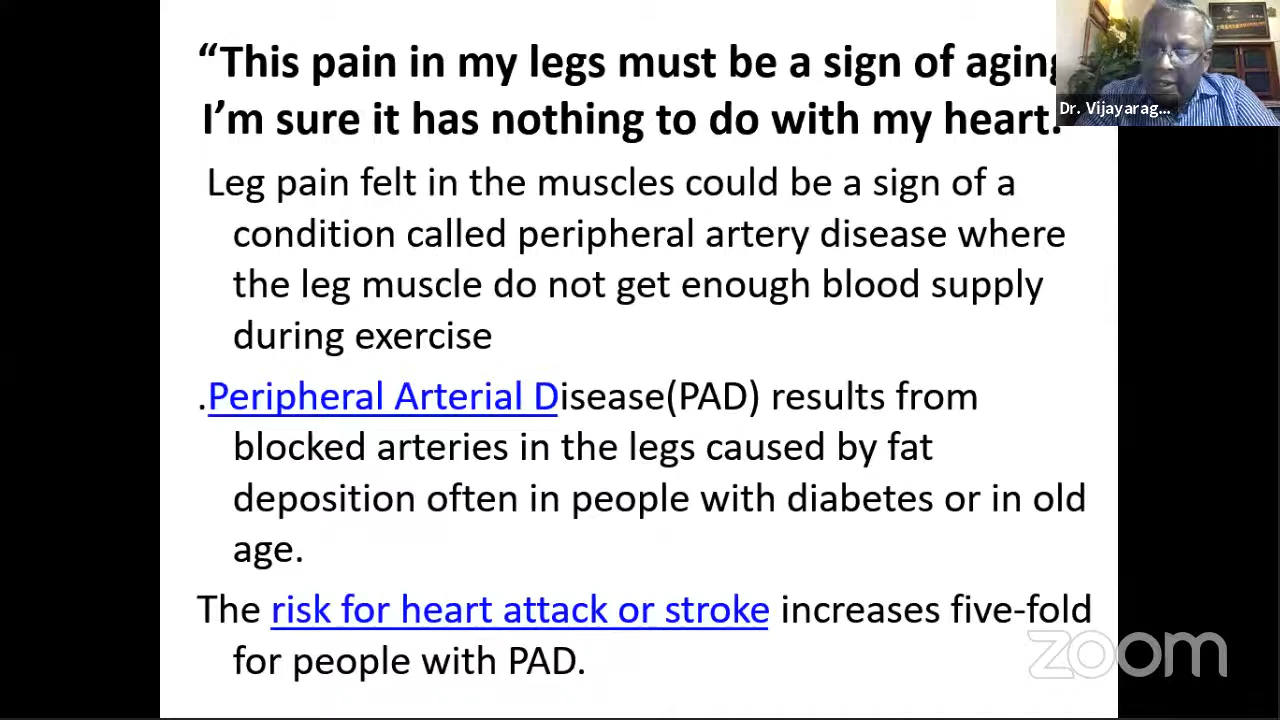 “This pain in my legs must be a sign of aging
I’m sure it has nothing to do with my heart.
Dr. Vijayarag...
Leg pain felt in the muscles could be a sign of a
condition called peripheral artery disease where
the leg muscle do not get enough blood supply
during exercise
.Peripheral Arterial Disease(PAD) results from
blocked arteries in the legs caused by fat
deposition often in people with diabetes or in old
age.
The risk for heart attack or stroke increases five-fold
for people with PAD.
zoom